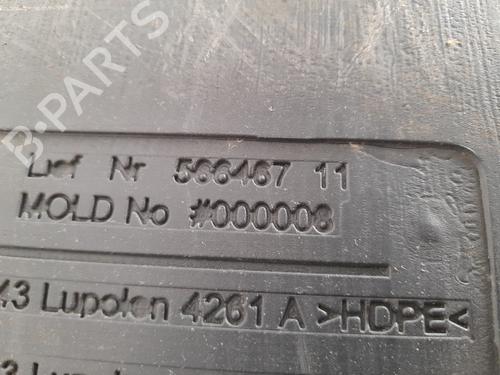 B-PARTS
Lief Nr 566467 11
MOLD No #000008
43 Lupolen 4261 A >HDPE<